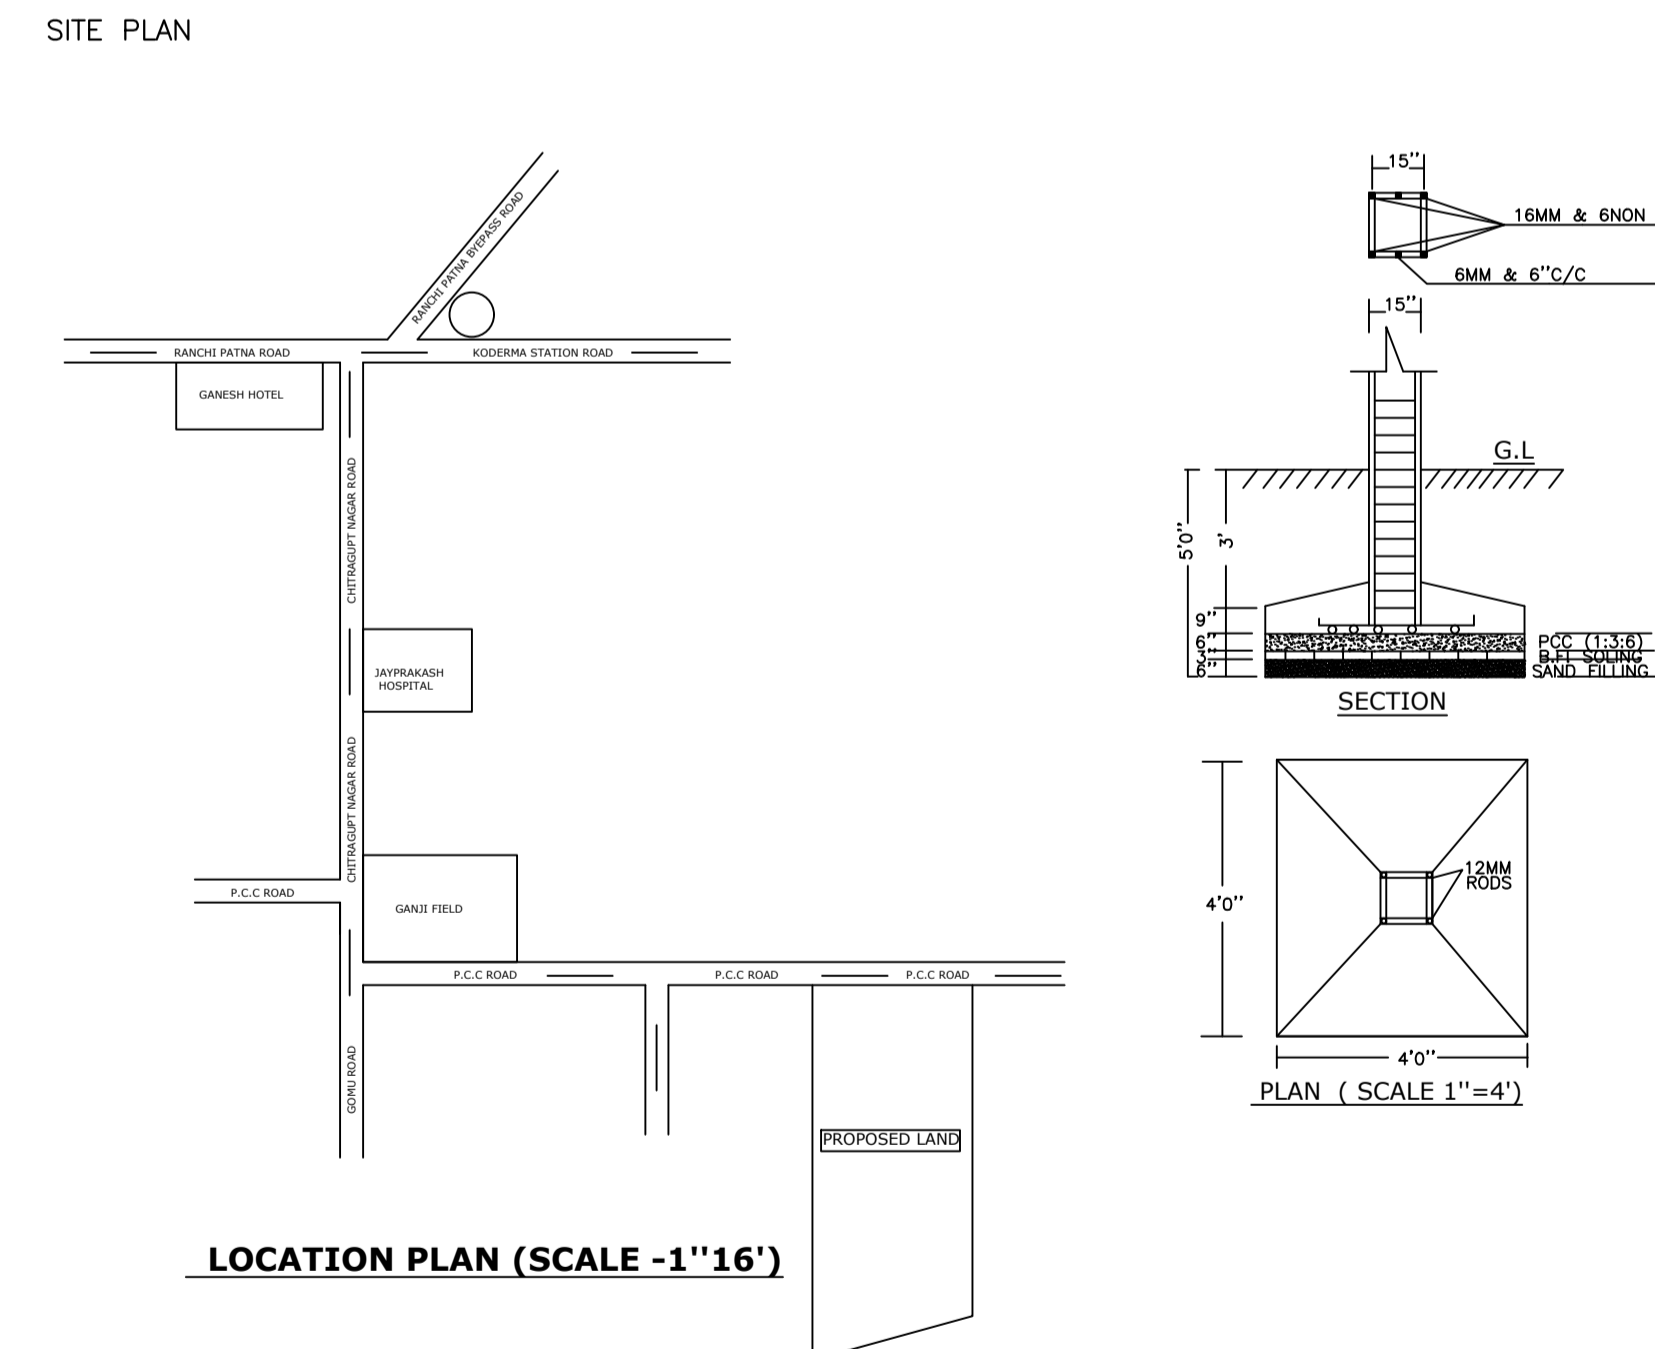 SITE PLAN
RANCHI PATNA BYEPASS ROAD
RANCHI PATNA ROAD
KODERMA STATION ROAD
GANESH HOTEL
CHITRAGUPT NAGAR ROAD
JAYPRAKASH
HOSPITAL
CHITRAGUPT NAGAR ROAD
P.C.C ROAD
GANJI FIELD
P.C.C ROAD
P.C.C ROAD
P.C.C ROAD
GOMU ROAD
PROPOSED LAND
LOCATION PLAN (SCALE -1''16')
15''
16MM & 6NON
6MM & 6''C/C
15''
G.L
5'0''
3'
9''
6''
3''
6''
PCC (1:3:6)
B.FT SOLING
SAND FILLING
SECTION
12MM
RODS
4'0''
4'0''
PLAN ( SCALE 1''=4')